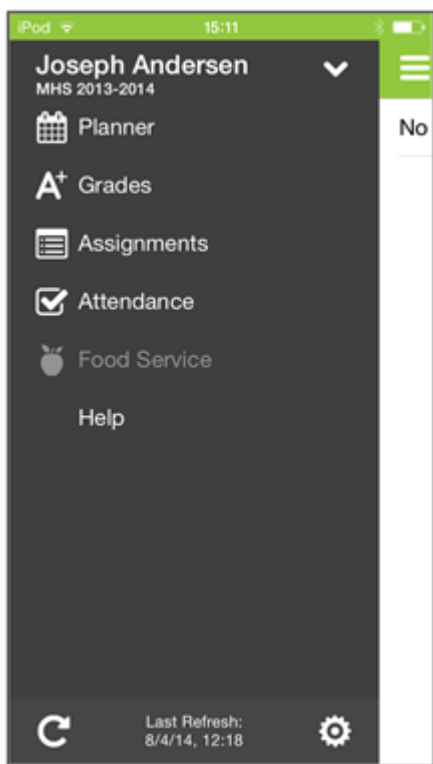 iPod 15:11
Joseph Andersen
MHS 2013-2014
Planner
No
A+ Grades
Assignments
Attendance
Food Service
Help
Last Refresh:
8/4/14, 12:18